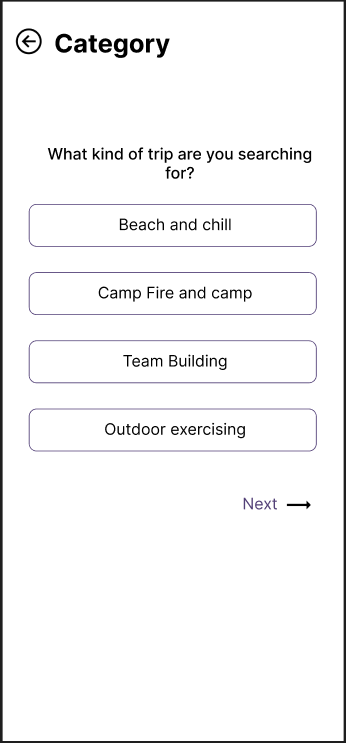 Category
What kind of trip are you searching
for?
Beach and chill
Camp Fire and camp
Team Building
Outdoor exercising
Next